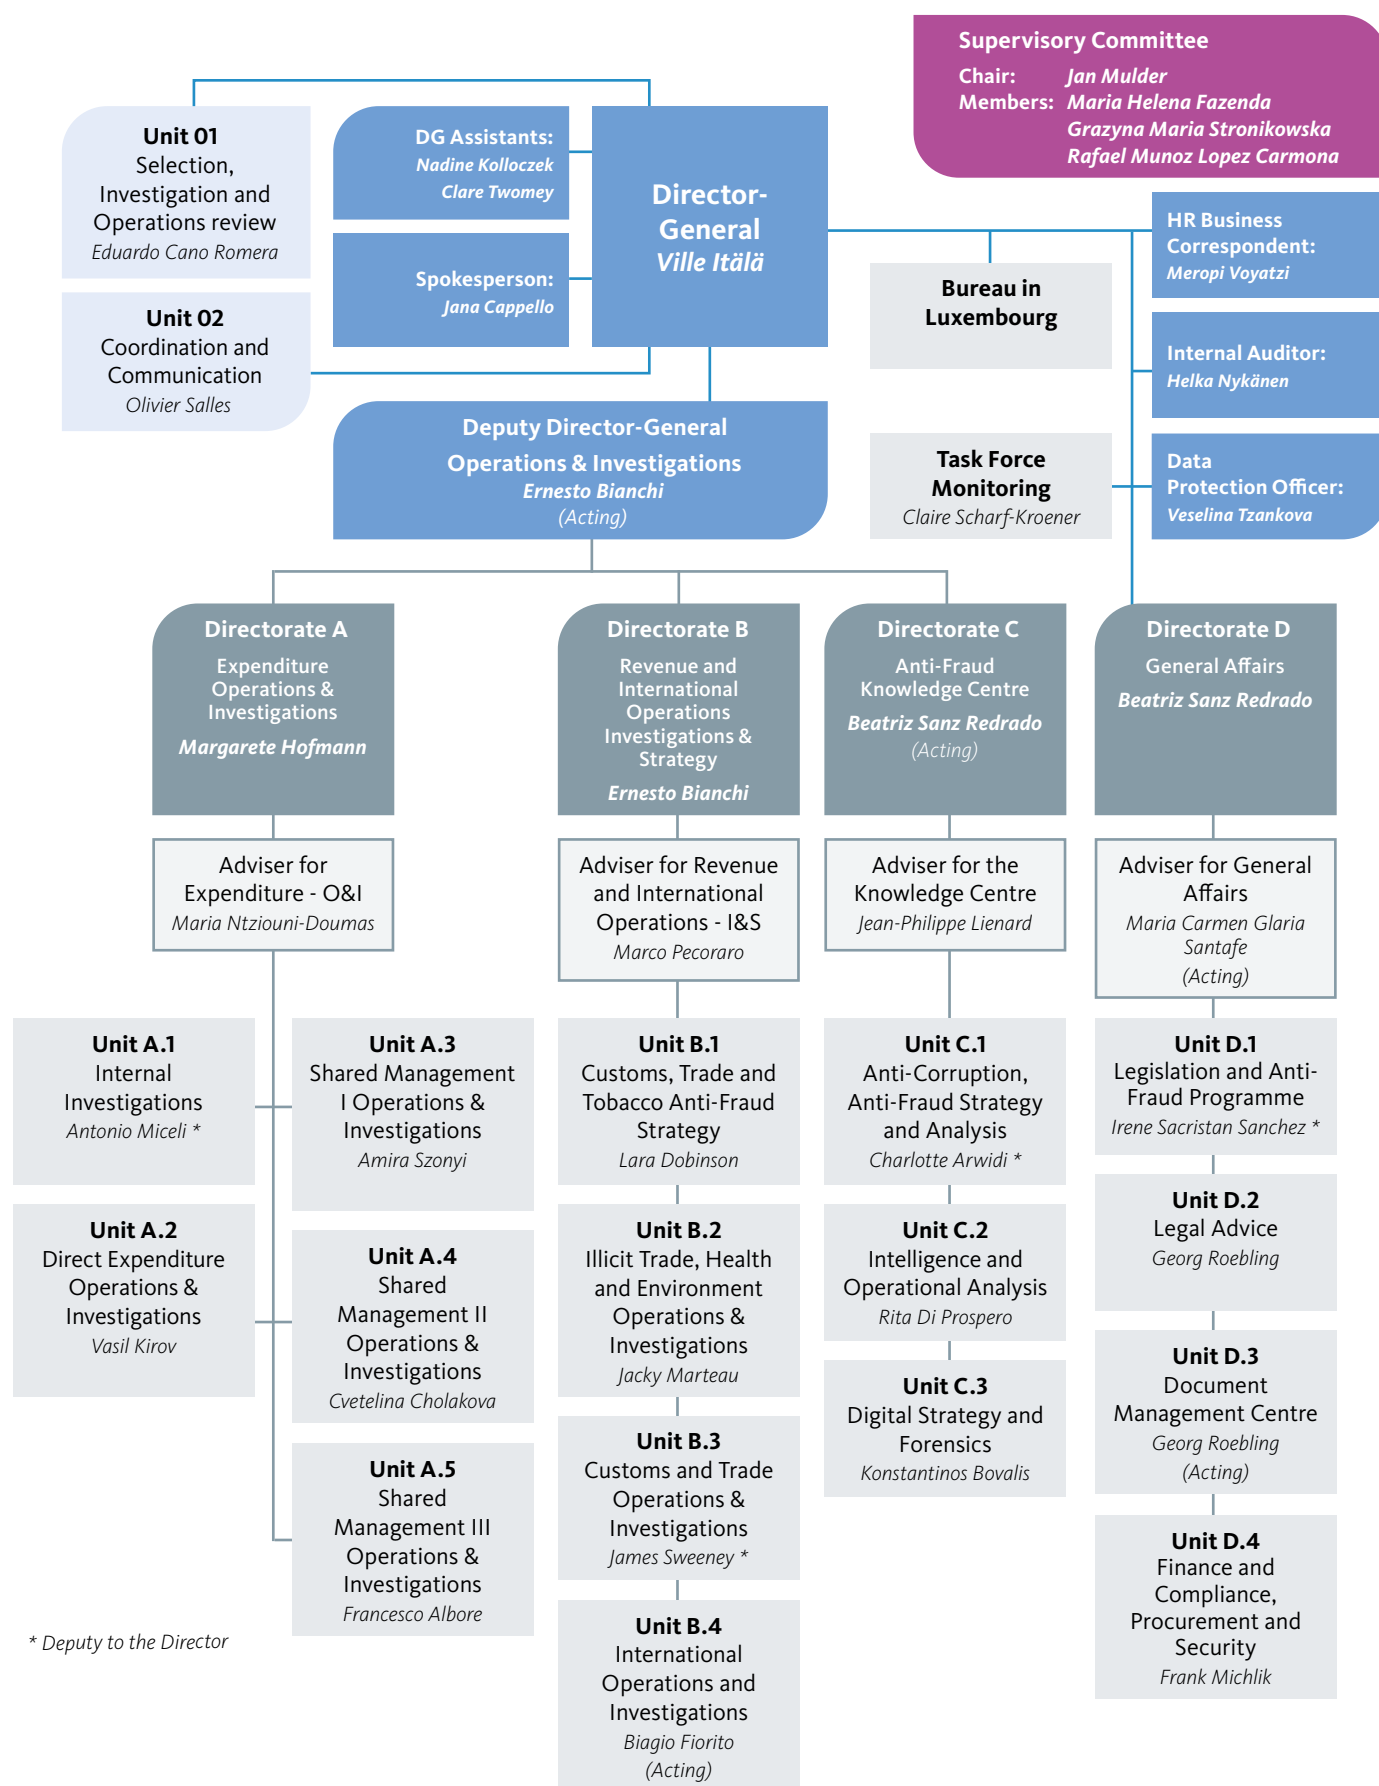 Supervisory Committee
Chair: Jan Mulder
Members: Maria Helena Fazenda
Grazyna Maria Stronikowska
Rafael Munoz Lopez Carmona
Unit 01
Selection,
Investigation and
Operations review
Eduardo Cano Romera
Unit 02
Coordination and
Communication
Olivier Salles
DG Assistants:
Nadine Kolloczek
Clare Twomey
Spokesperson:
Jana Cappello
Director-
General
Ville Itälä
Bureau in
Luxembourg
HR Business
Correspondent:
Meropi Voyatzi
Internal Auditor:
Helka Nykänen
Task Force
Monitoring
Claire Scharf-Kroener
Data
Protection Officer:
Veselina Tzankova
Deputy Director-General
Operations & Investigations
Ernesto Bianchi
(Acting)
Directorate A
Expenditure
Operations &
Investigations
Margarete Hofmann
Adviser for
Expenditure - O&I
Maria Ntziouni-Doumas
Unit A.1
Internal
Investigations
Antonio Miceli *
Unit A.2
Direct Expenditure
Operations &
Investigations
Vasil Kirov
Unit A.3
Shared Management
I Operations &
Investigations
Amira Szonyi
Unit A.4
Shared
Management II
Operations &
Investigations
Cvetelina Cholakova
Unit A.5
Shared
Management III
Operations &
Investigations
Francesco Albore
Directorate B
Revenue and
International
Operations
Investigations &
Strategy
Ernesto Bianchi
Adviser for Revenue
and International
Operations - I&S
Marco Pecoraro
Unit B.1
Customs, Trade and
Tobacco Anti-Fraud
Strategy
Lara Dobinson
Unit B.2
Illicit Trade, Health
and Environment
Operations &
Investigations
Jacky Marteau
Unit B.3
Customs and Trade
Operations &
Investigations
James Sweeney *
Unit B.4
International
Operations and
Investigations
Biagio Fiorito
(Acting)
Directorate C
Anti-Fraud
Knowledge Centre
Beatriz Sanz Redrado
(Acting)
Adviser for the
Knowledge Centre
Jean-Philippe Lienard
Unit C.1
Anti-Corruption,
Anti-Fraud Strategy
and Analysis
Charlotte Arwidi *
Unit C.2
Intelligence and
Operational Analysis
Rita Di Prospero
Unit C.3
Digital Strategy and
Forensics
Konstantinos Bovalis
Directorate D
General Affairs
Beatriz Sanz Redrado
Adviser for General
Affairs
Maria Carmen Glaria
Santafe
(Acting)
Unit D.1
Legislation and Anti-
Fraud Programme
Irene Sacristan Sanchez *
Unit D.2
Legal Advice
Georg Roebling
Unit D.3
Document
Management Centre
Georg Roebling
(Acting)
Unit D.4
Finance and
Compliance,
Procurement and
Security
Frank Michlik
* Deputy to the Director